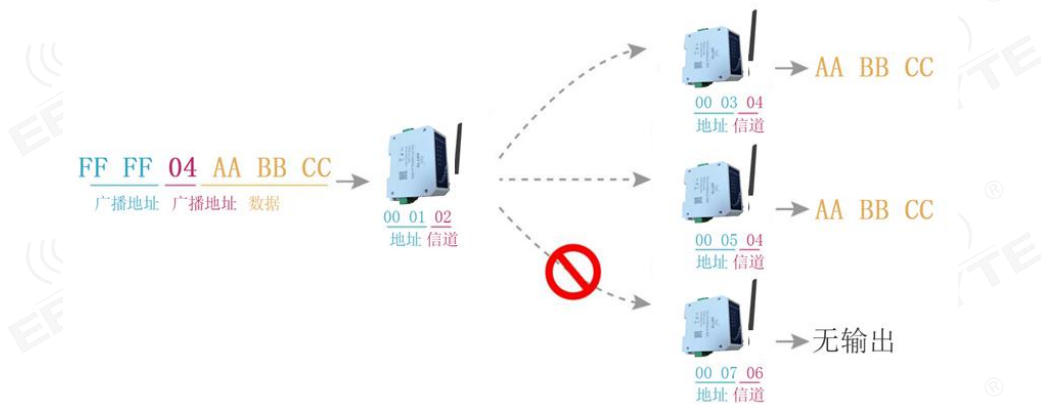 FF FF 04 AA BB CC
广播地址 广播地址 数据
00 01 02
地址 信道
00 03 04
地址 信道
AA BB CC
00 05 04
地址 信道
AA BB CC
00 07 06
地址 信道
无输出